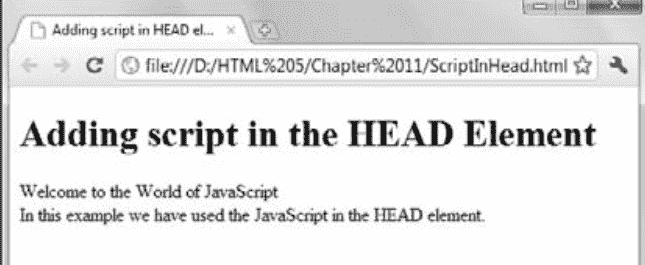 Adding script in HEAD el...
file:///D:/HTML%205/Chapter%2011/ScriptInHead.html
Adding script in the HEAD Element
Welcome to the World of JavaScript
In this example we have used the JavaScript in the HEAD element.